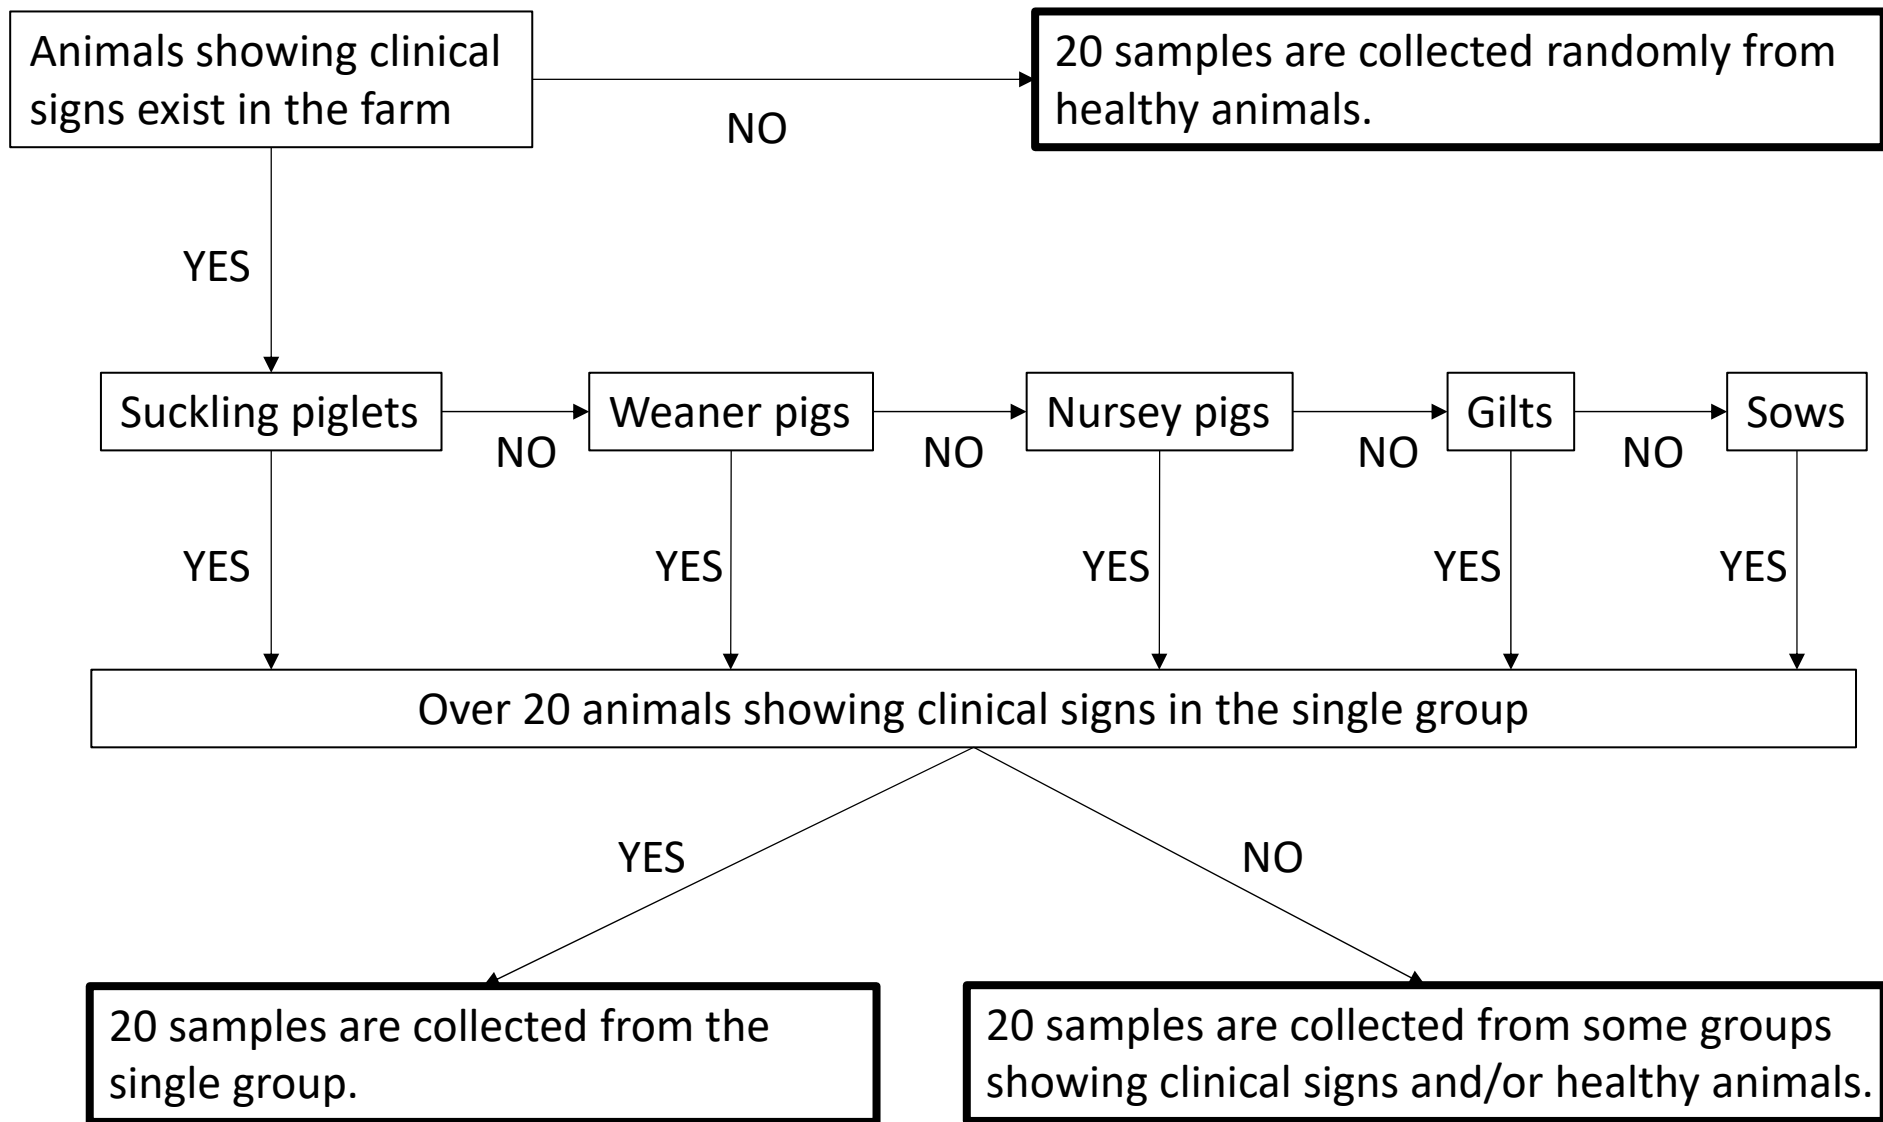 Animals showing clinical
signs exist in the farm
20 samples are collected randomly from
healthy animals.
NO
YES
Suckling piglets
Weaner pigs
Nursey pigs
Gilts
Sows
NO
NO
NO
NO
YES
YES
YES
YES
YES
Over 20 animals showing clinical signs in the single group
YES
NO
20 samples are collected from the
single group.
20 samples are collected from some groups
showing clinical signs and/or healthy animals.